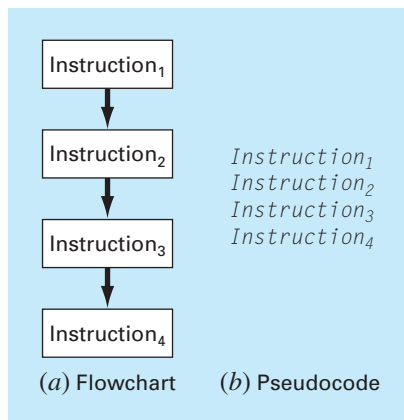 Instruction₁
Instruction₂
Instruction₃
Instruction₄
(a) Flowchart
Instruction₁
Instruction₂
Instruction₃
Instruction₄
(b) Pseudocode